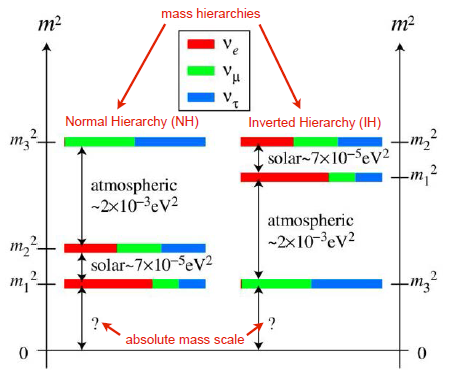 mass hierarchies
m² m²
νe
νμ
ντ
Normal Hierarchy (NH) Inverted Hierarchy (IH)
m₃² m₂²
solar~7×10⁻⁵eV²
m₁²
atmospheric
~2×10⁻³eV²
atmospheric
~2×10⁻³eV²
m₂²
solar~7×10⁻⁵eV²
m₁² m₃²
? ?
absolute mass scale
0 0